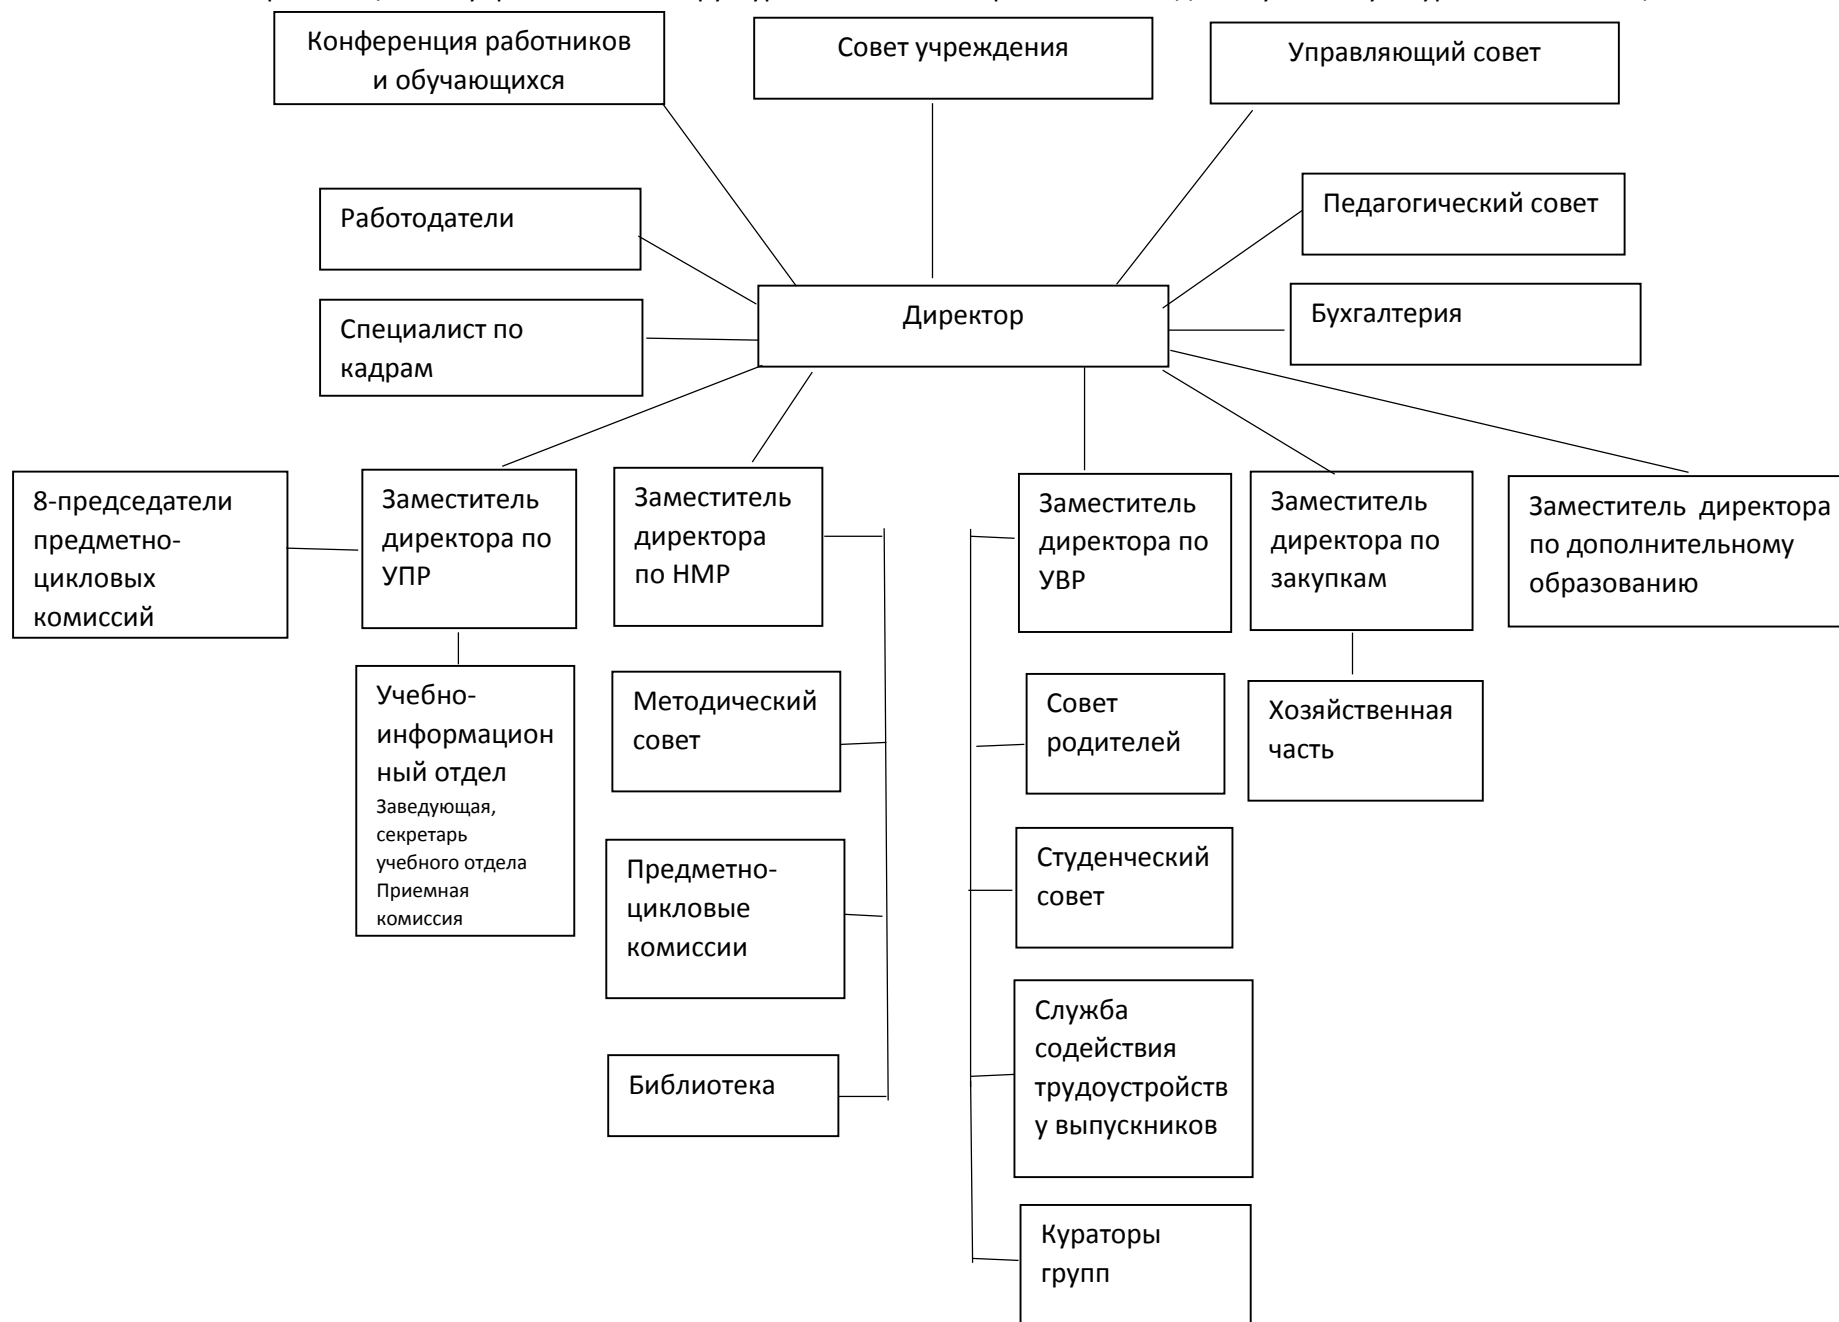 Конференция работников
и обучающихся
Совет учреждения
Управляющий совет
Работодатели
Педагогический совет
Директор
Специалист по
кадрам
Бухгалтерия
8-председатели
предметно-
цикловых
комиссий
Заместитель
директора по
УПР
Заместитель
директора
по НМР
Заместитель
директора по
УВР
Заместитель
директора по
закупкам
Заместитель директора
по дополнительному
образованию
Учебно-
информацион
ный отдел
Заведующая,
секретарь
учебного отдела
Приемная
комиссия
Методический
совет
Совет
родителей
Хозяйственная
часть
Предметно-
цикловые
комиссии
Студенческий
совет
Библиотека
Служба
содействия
трудоустройств
у выпускников
Кураторы
групп